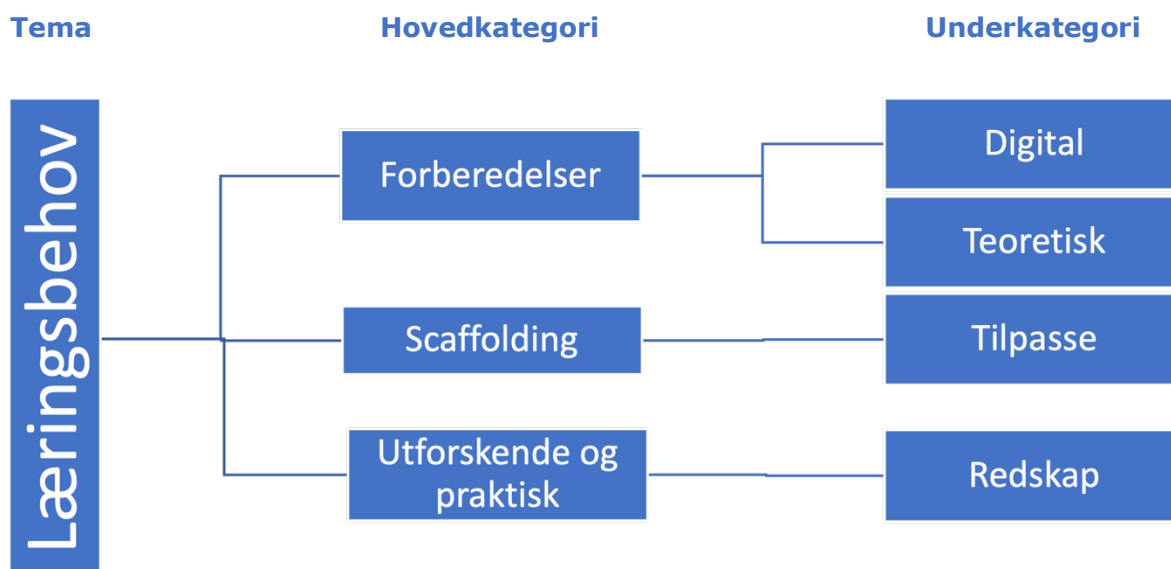 Tema
Hovedkategori
Underkategori
Læringsbehov
Forberedelser
Digital
Teoretisk
Scaffolding
Tilpasse
Utforskende og
praktisk
Redskap